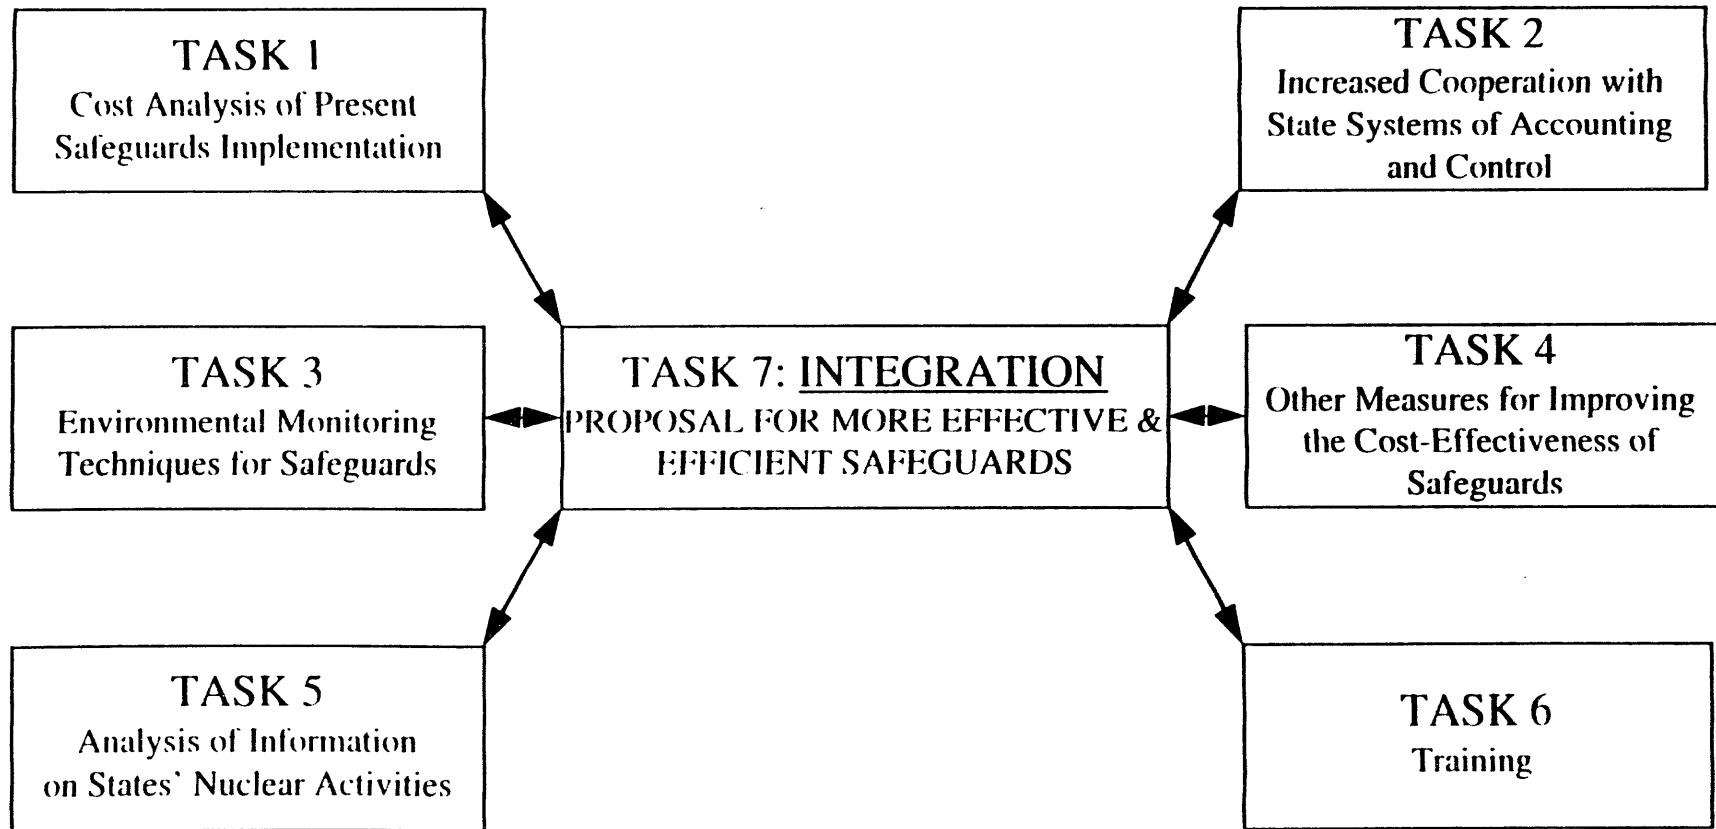 TASK 1
Cost Analysis of Present
Safeguards Implementation
TASK 2
Increased Cooperation with
State Systems of Accounting
and Control
TASK 3
Environmental Monitoring
Techniques for Safeguards
TASK 7: INTEGRATION
PROPOSAL FOR MORE EFFECTIVE &
EFFICIENT SAFEGUARDS
TASK 4
Other Measures for Improving
the Cost-Effectiveness of
Safeguards
TASK 5
Analysis of Information
on States' Nuclear Activities
TASK 6
Training